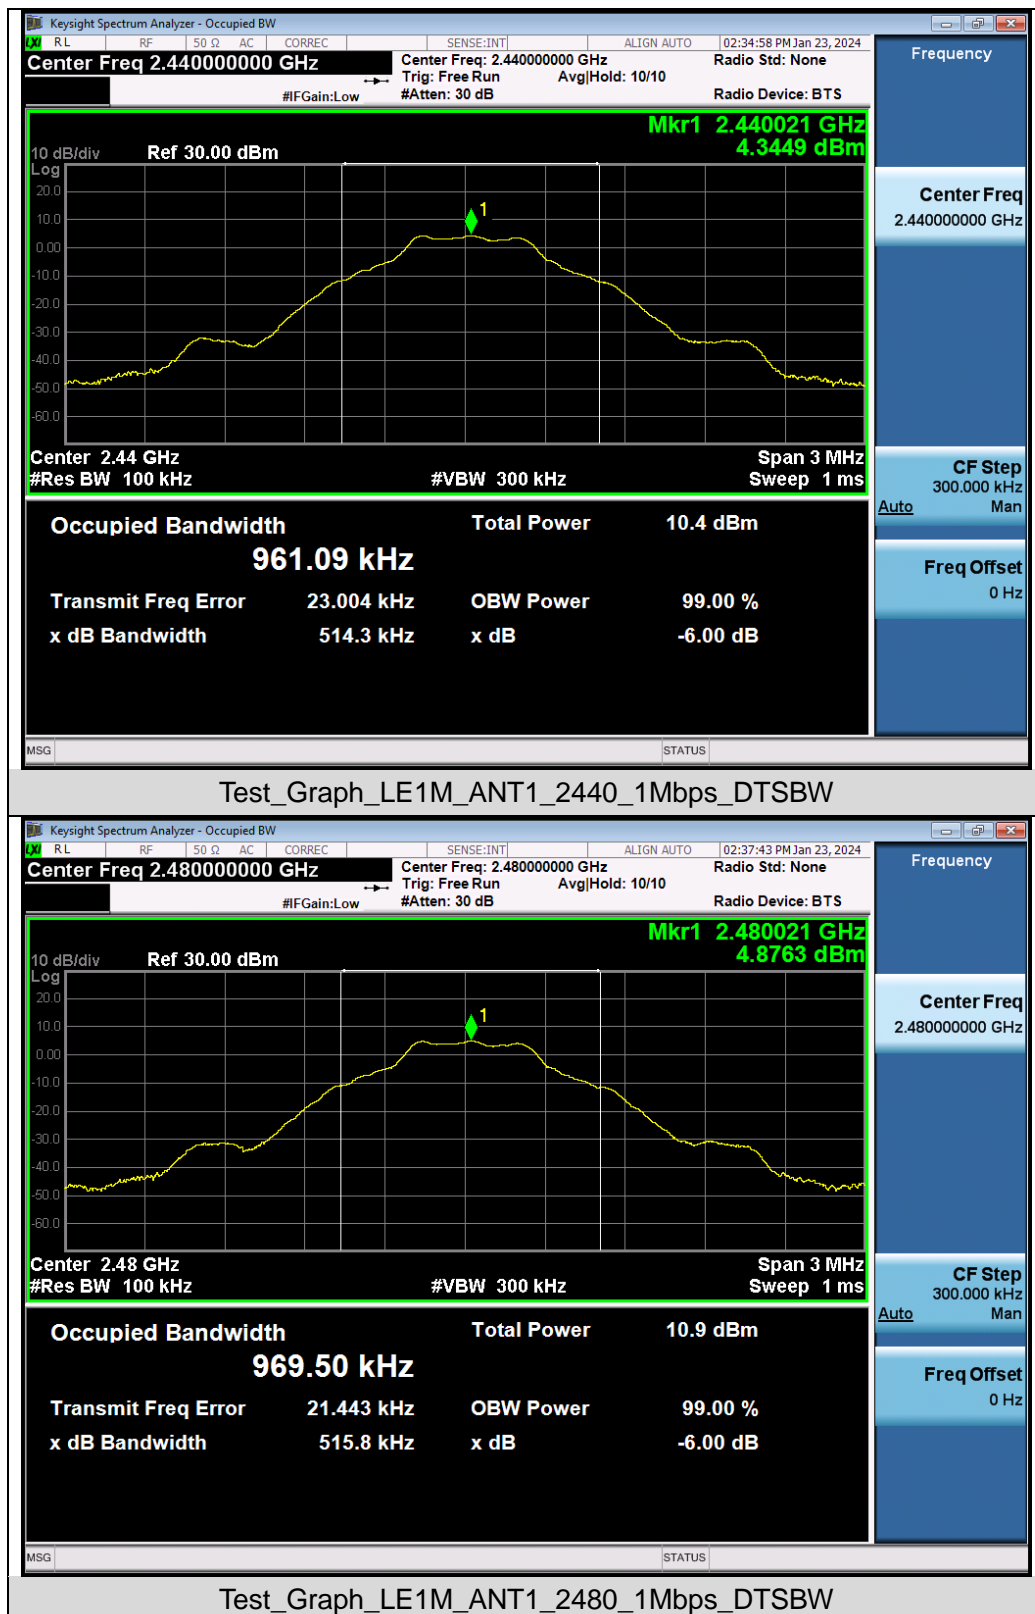 Keysight Spectrum Analyzer - Occupied BW
LXI RL RF 50 Ω AC CORREC SENSE:INT ALIGN AUTO 02:34:58 PM Jan 23, 2024
Center Freq 2.440000000 GHz
Center Freq: 2.440000000 GHz
Radio Std: None
Trig: Free Run Avg|Hold: 10/10
#IFGain:Low
#Atten: 30 dB
Radio Device: BTS
Frequency
Mkr1 2.440021 GHz
4.3449 dBm
10 dB/div
Ref 30.00 dBm
Log
20.0
10.0
0.00
-10.0
-20.0
-30.0
-40.0
-50.0
-60.0
1
Center Freq
2.440000000 GHz
Center 2.44 GHz
Span 3 MHz
#Res BW 100 kHz
#VBW 300 kHz
Sweep 1 ms
CF Step
300.000 kHz
Auto Man
Freq Offset
0 Hz
Occupied Bandwidth
961.09 kHz
Total Power 10.4 dBm
Transmit Freq Error 23.004 kHz
OBW Power 99.00 %
x dB Bandwidth 514.3 kHz
x dB -6.00 dB
MSG
STATUS
Test_Graph_LE1M_ANT1_2440_1Mbps_DTSBW
Keysight Spectrum Analyzer - Occupied BW
LXI RL RF 50 Ω AC CORREC SENSE:INT ALIGN AUTO 02:37:43 PM Jan 23, 2024
Center Freq 2.480000000 GHz
Center Freq: 2.480000000 GHz
Radio Std: None
Trig: Free Run Avg|Hold: 10/10
#IFGain:Low
#Atten: 30 dB
Radio Device: BTS
Frequency
Mkr1 2.480021 GHz
4.8763 dBm
10 dB/div
Ref 30.00 dBm
Log
20.0
10.0
0.00
-10.0
-20.0
-30.0
-40.0
-50.0
-60.0
1
Center Freq
2.480000000 GHz
Center 2.48 GHz
Span 3 MHz
#Res BW 100 kHz
#VBW 300 kHz
Sweep 1 ms
CF Step
300.000 kHz
Auto Man
Freq Offset
0 Hz
Occupied Bandwidth
969.50 kHz
Total Power 10.9 dBm
Transmit Freq Error 21.443 kHz
OBW Power 99.00 %
x dB Bandwidth 515.8 kHz
x dB -6.00 dB
MSG
STATUS
Test_Graph_LE1M_ANT1_2480_1Mbps_DTSBW